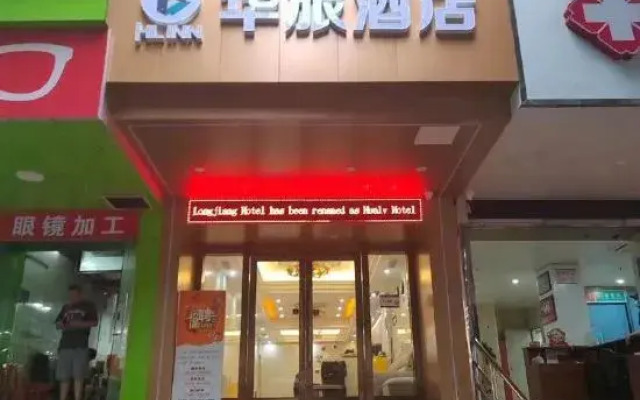 华旅酒店
HLINN
Longjiang Hotel has been renamed as Hualv Hotel
眼镜加工